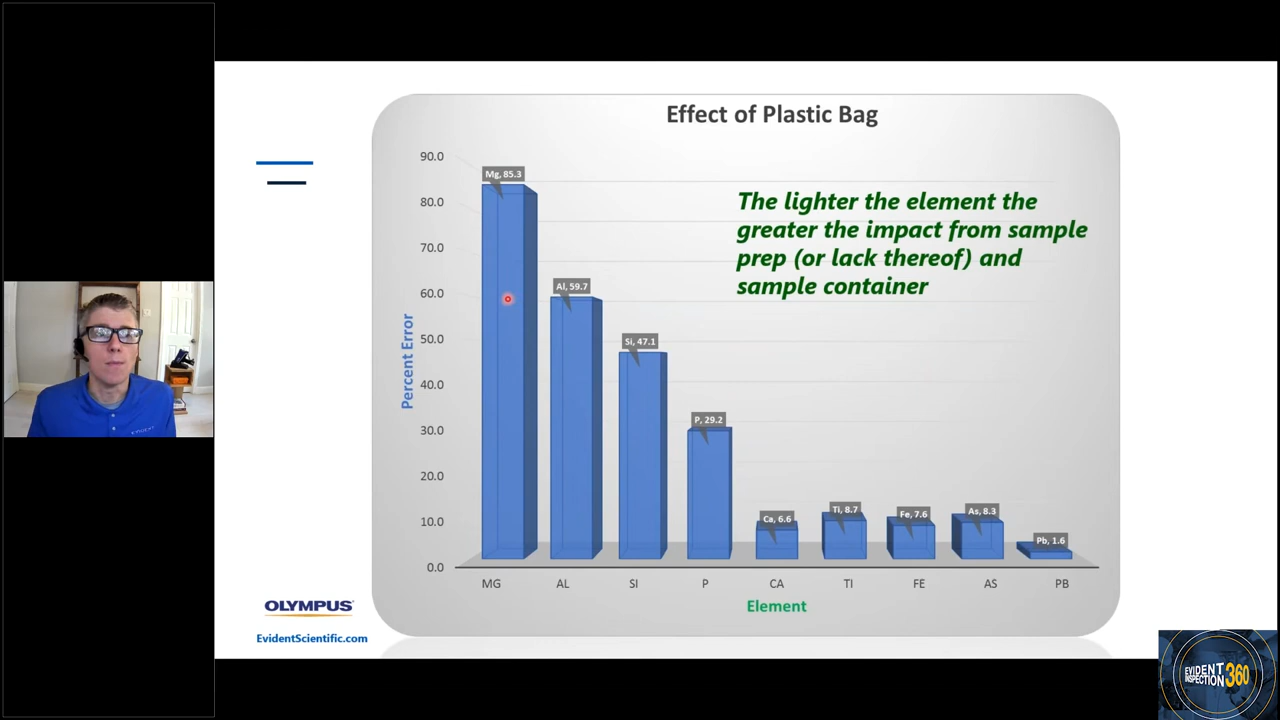 Effect of Plastic Bag
90.0
80.0
70.0
60.0
50.0
40.0
30.0
20.0
10.0
0.0
Percent Error
Mg, 85.3
Al, 59.7
Si, 47.1
P, 29.2
Ca, 6.6
Ti, 8.7
Fe, 7.6
As, 8.3
Pb, 1.6
The lighter the element the
greater the impact from sample
prep (or lack thereof) and
sample container
MG
AL
SI
P
CA
TI
FE
AS
PB
Element
OLYMPUS
EvidentScientific.com
EVIDENT
EVIDENT
INSPECTION
360